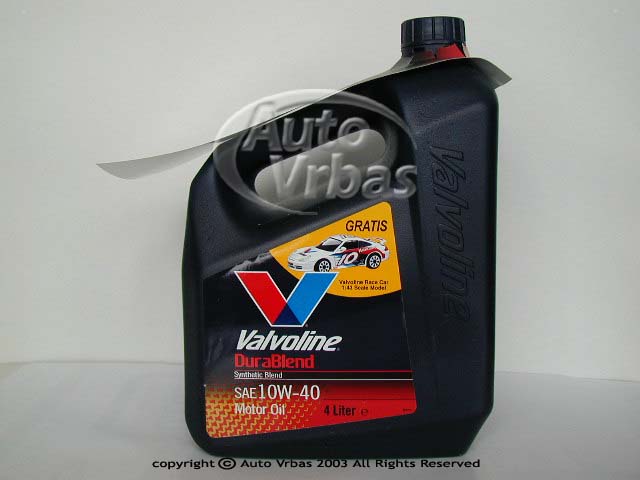 Auto
Vrbas
Valvoline
GRATIS
10
Valvoline Race Car
1:43 Scale Model
Valvoline
DuraBlend
Synthetic Blend
SAE 10W-40
Motor Oil
4 Liter e
copyright © Auto Vrbas 2003 All Rights Reserved